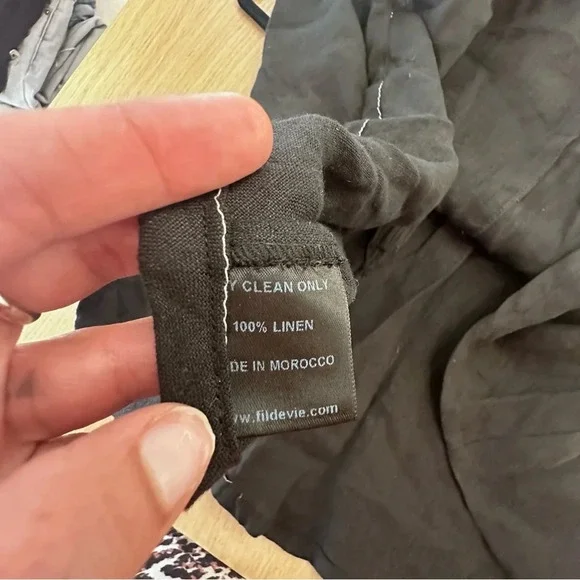 Y CLEAN ONLY
100% LINEN
DE IN MOROCCO
w.fildevie.com